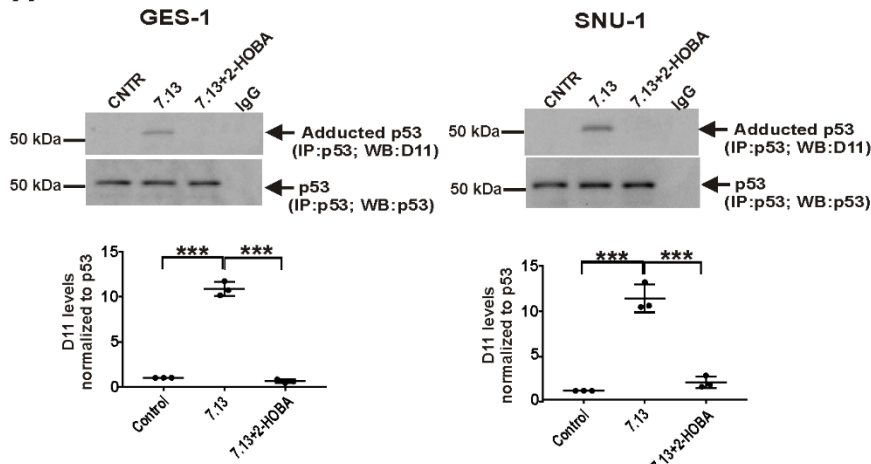 GES-1
CNTR
7.13
7.13+2-HOBA
IgG
50 kDa
Adducted p53
(IP:p53; WB:D11)
50 kDa
p53
(IP:p53; WB:p53)
15
10
5
0
D11 levels
normalized to p53
***
***
Control
7.13
7.13+2-HOBA
SNU-1
CNTR
7.13
7.13+2-HOBA
IgG
50 kDa
Adducted p53
(IP:p53; WB:D11)
50 kDa
p53
(IP:p53; WB:p53)
15
10
5
0
D11 levels
normalized to p53
***
***
Control
7.13
7.13+2-HOBA